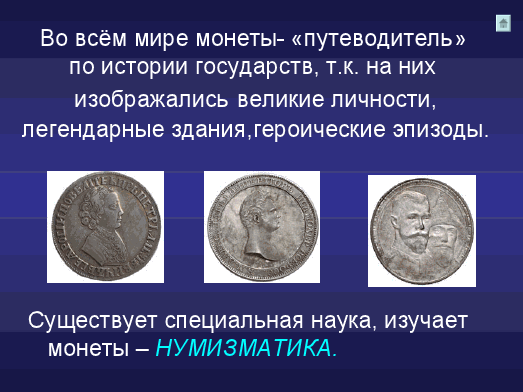 Во всём мире монеты- «путеводитель»
по истории государств, т.к. на них
изображались великие личности,
легендарные здания,героические эпизоды.
Существует специальная наука, изучает
монеты – НУМИЗМАТИКА.